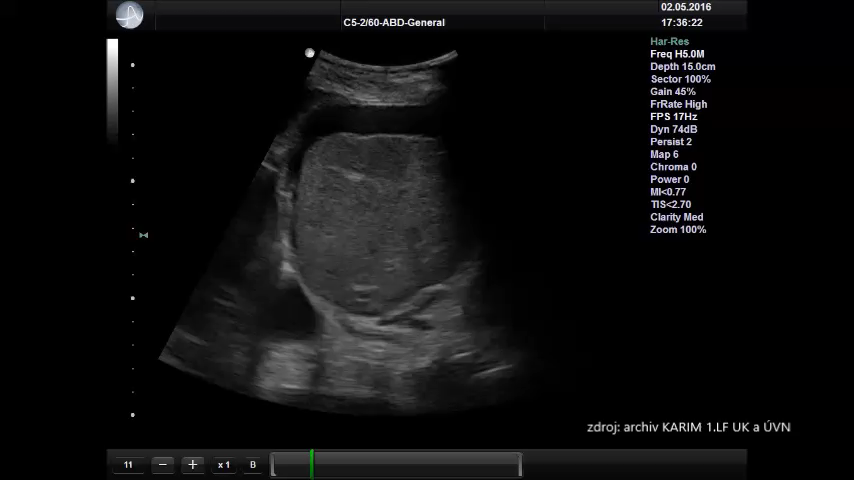 02.05.2016
C5-2/60-ABD-General
17:36:22
Har-Res
Freq H5.0M
Depth 15.0cm
Sector 100%
Gain 45%
FrRate High
FPS 17Hz
Dyn 74dB
Persist 2
Map 6
Chroma 0
Power 0
MI<0.77
TIS<2.70
Clarity Med
Zoom 100%
zdroj: archiv KARIM 1.LF UK a ÚVN
11 − + x 1 B